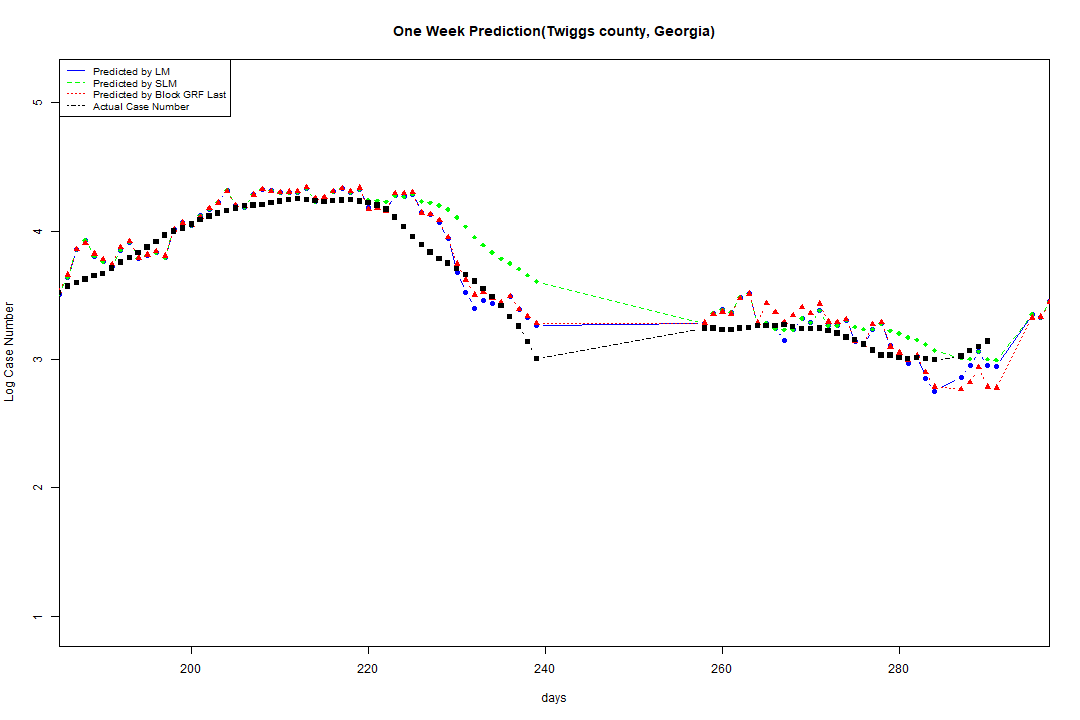 One Week Prediction(Twiggs county, Georgia)
Predicted by LM
Predicted by SLM
Predicted by Block GRF Last
Actual Case Number
5
4
3
2
1
Log Case Number
200
220
240
260
280
days